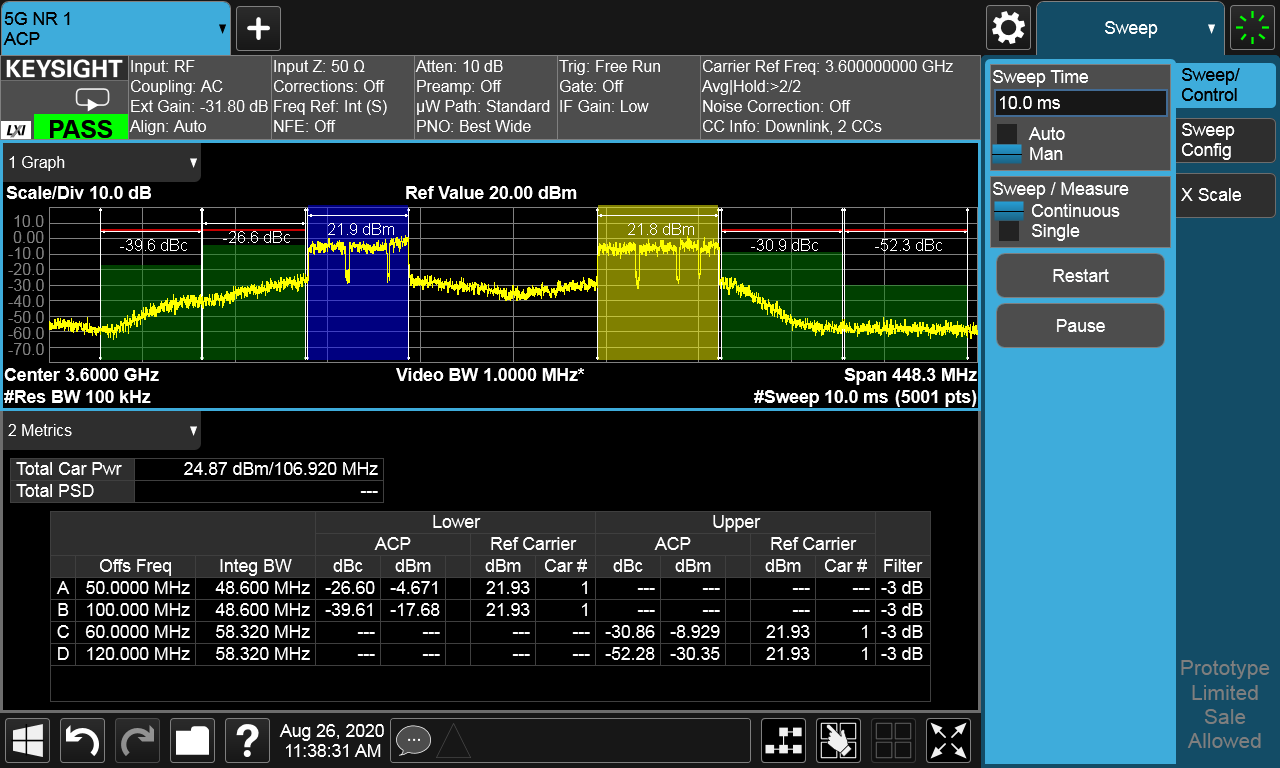 5G NR 1
ACP
Sweep
KEYSIGHT
LXI
PASS
Input: RF
Coupling: AC
Ext Gain: -31.80 dB
Align: Auto
Input Z: 50 Ω
Corrections: Off
Freq Ref: Int (S)
NFE: Off
Atten: 10 dB
Preamp: Off
µW Path: Standard
PNO: Best Wide
Trig: Free Run
Gate: Off
IF Gain: Low
Carrier Ref Freq: 3.600000000 GHz
Avg|Hold:>2/2
Noise Correction: Off
CC Info: Downlink, 2 CCs
1 Graph
Scale/Div 10.0 dB
Ref Value 20.00 dBm
10.0
0.00
-10.0
-20.0
-30.0
-40.0
-50.0
-60.0
-70.0
-39.6 dBc
-26.6 dBc
21.9 dBm
21.8 dBm
-30.9 dBc
-52.3 dBc
Center 3.6000 GHz
Video BW 1.0000 MHz*
Span 448.3 MHz
#Res BW 100 kHz
#Sweep 10.0 ms (5001 pts)
2 Metrics
Total Car Pwr 24.87 dBm/106.920 MHz
Total PSD ---
Lower Upper
ACP Ref Carrier ACP Ref Carrier
Offs Freq Integ BW dBc dBm dBm Car # dBc dBm dBm Car # Filter
A 50.0000 MHz 48.600 MHz -26.60 -4.671 21.93 1 --- --- --- --- -3 dB
B 100.000 MHz 48.600 MHz -39.61 -17.68 21.93 1 --- --- --- --- -3 dB
C 60.0000 MHz 58.320 MHz --- --- --- --- -30.86 -8.929 21.93 1 -3 dB
D 120.000 MHz 58.320 MHz --- --- --- --- -52.28 -30.35 21.93 1 -3 dB
Aug 26, 2020
11:38:31 AM
Sweep Time
10.0 ms
Auto
Man
Sweep / Measure
Continuous
Single
Restart
Pause
Sweep/
Control
Sweep
Config
X Scale
Prototype
Limited
Sale
Allowed